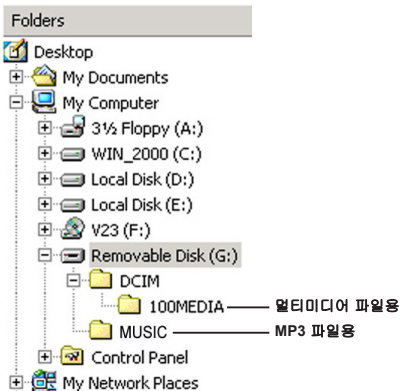 Folders
Desktop
My Documents
My Computer
3½ Floppy (A:)
WIN_2000 (C:)
Local Disk (D:)
Local Disk (E:)
V23 (F:)
Removable Disk (G:)
DCIM
100MEDIA 멀티미디어 파일용
MUSIC MP3 파일용
Control Panel
My Network Places